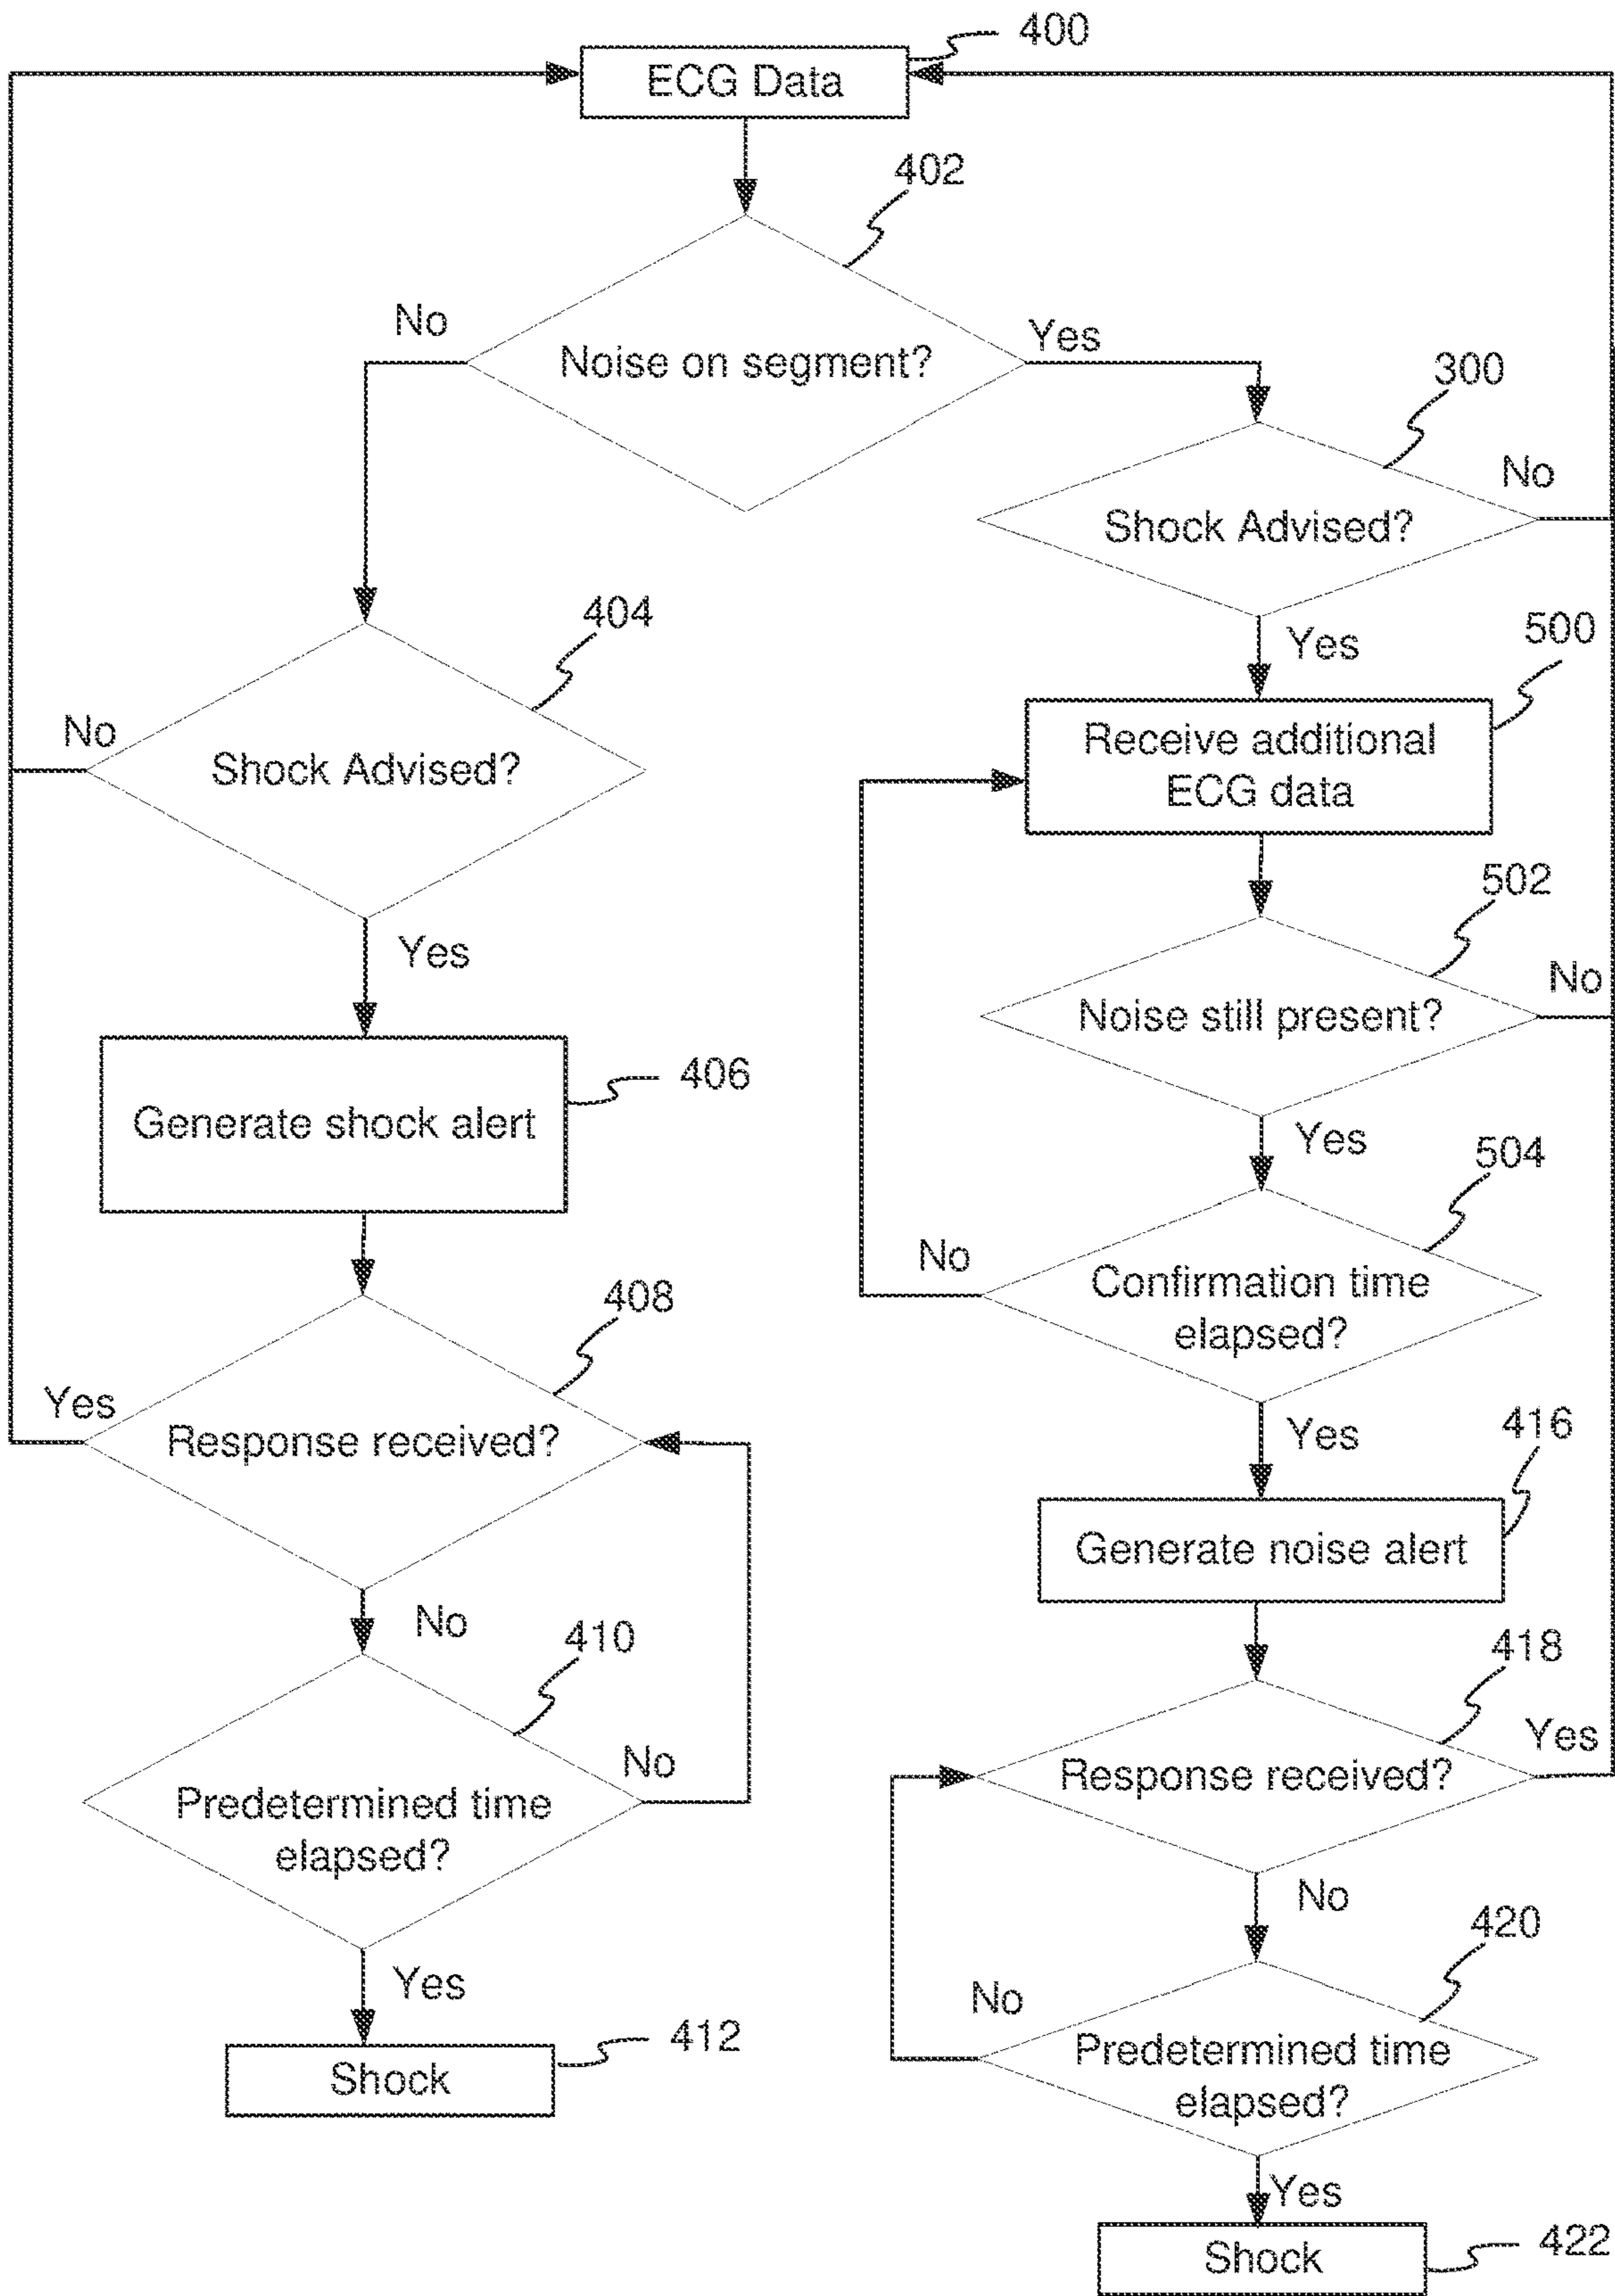 400
ECG Data
402
No
Noise on segment?
Yes
300
No
Shock Advised?
404
Yes
500
No
Shock Advised?
Receive additional
ECG data
502
Yes
No
Noise still present?
Generate shock alert
406
Yes
504
No
Confirmation time
elapsed?
408
Yes
Response received?
Yes
416
Generate noise alert
No
410
418
No
Yes
Response received?
Predetermined time
elapsed?
No
420
Yes
No
412
Shock
Predetermined time
elapsed?
Yes
422
Shock